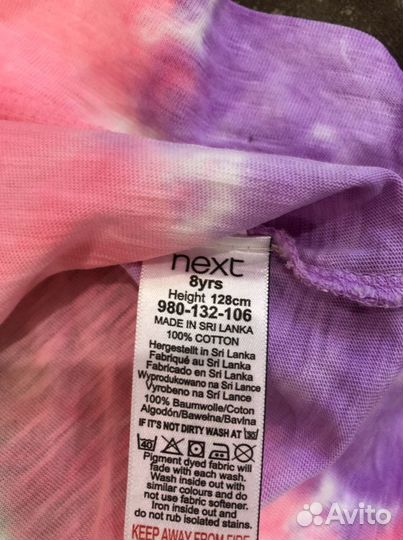 next
8yrs
Height 128cm
980-132-106
MADE IN SRI LANKA
100% COTTON
Hergestellt in Sri Lanka
Fabriqué au Sri Lanka
Fabricado en Sri Lanka
Wyprodukowano na Sri Lance
Vyrobeno na Srí Lance
100% Baumwolle/Coton
Algodón/Bawełna/Bavlna
IF IT'S NOT DIRTY WASH AT 30
40
Pigment dyed fabric will
fade with each wash.
Wash inside out with
similar colours and do
not use fabric softener.
Iron inside out and
do not rub isolated stains.
KEEP AWAY FROM FIRE
Avito